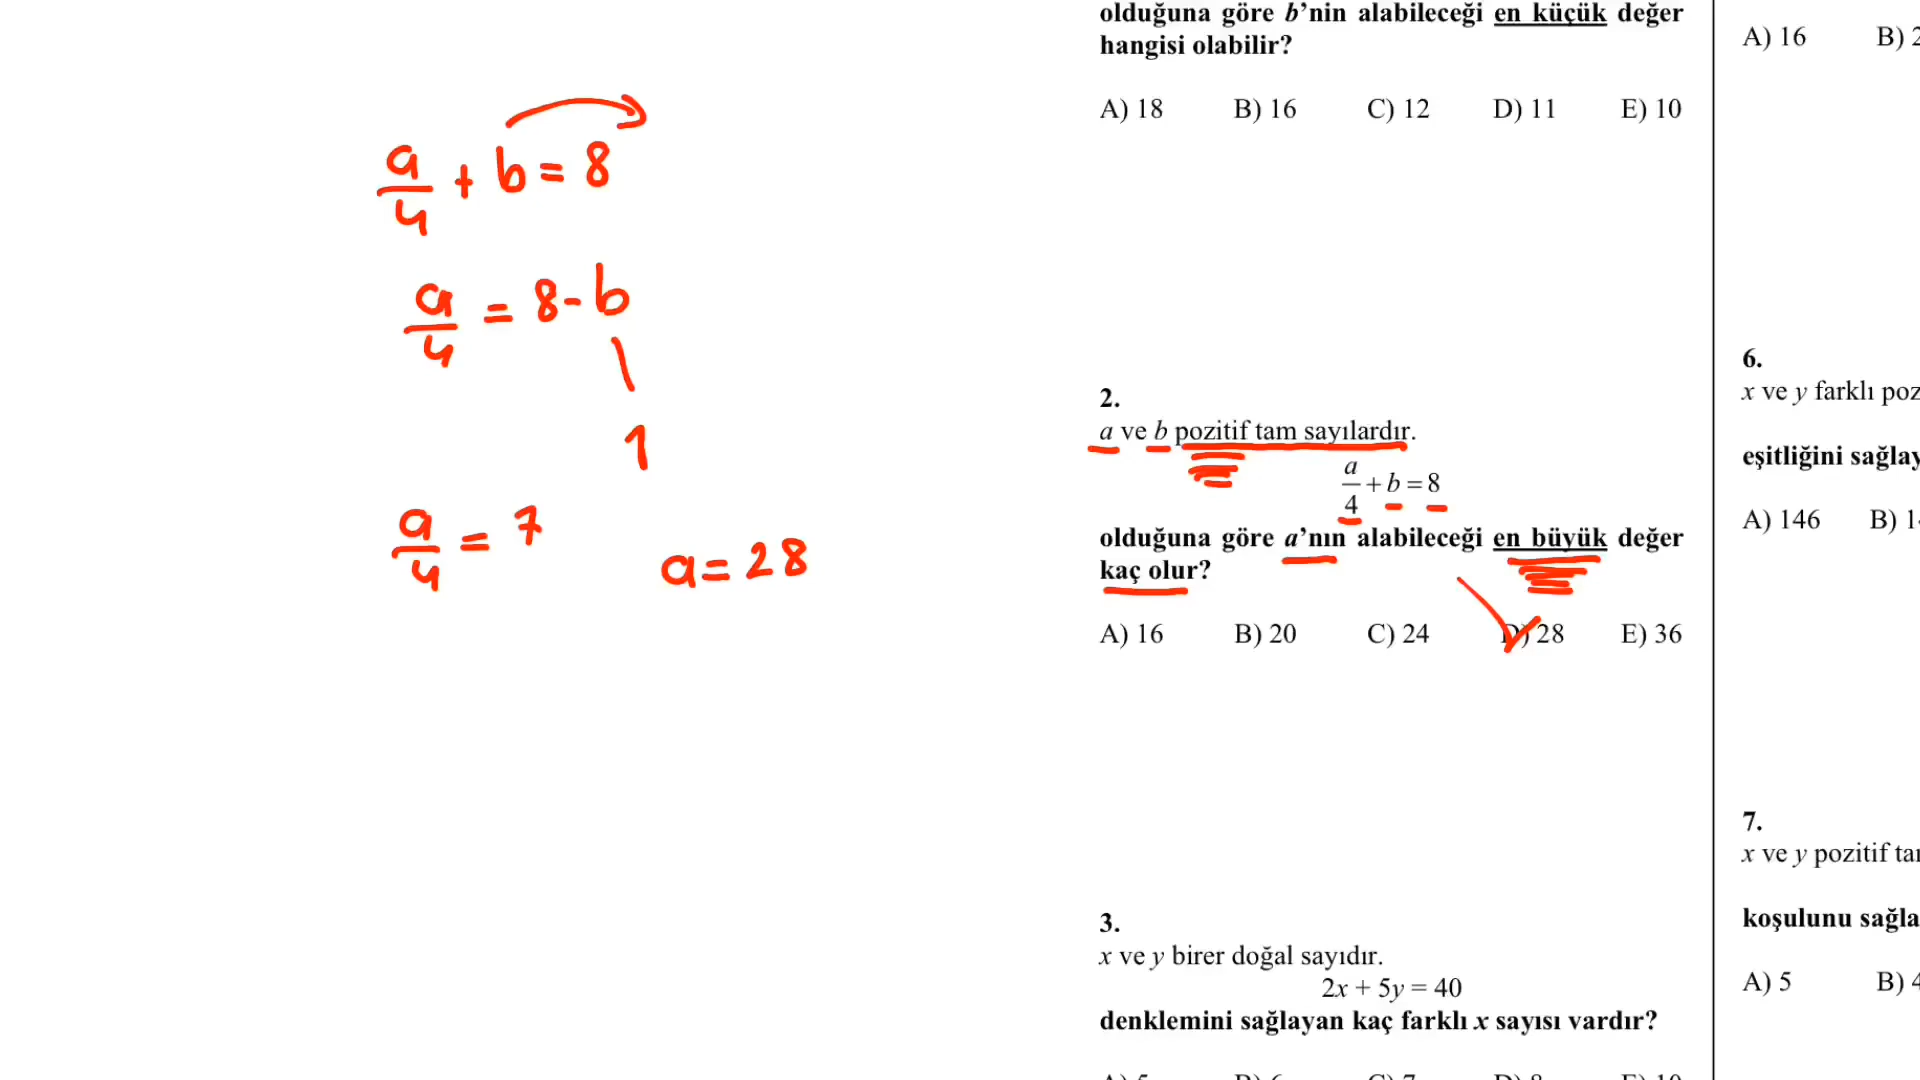 a/4 + b = 8
a/4 = 8 - b
1
a/4 = 7
a = 28
olduğuna göre b’nin alabileceği en küçük değer
hangisi olabilir?
A) 18 B) 16 C) 12 D) 11 E) 10
2.
a ve b pozitif tam sayılardır.
a/4 + b = 8
olduğuna göre a’nın alabileceği en büyük değer
kaç olur?
A) 16 B) 20 C) 24 D) 28 E) 36
3.
x ve y birer doğal sayıdır.
2x + 5y = 40
denklemini sağlayan kaç farklı x sayısı vardır?
A) 16 B)
6.
x ve y farklı poz
eşitliğini sağlay
A) 146 B) 1
7.
x ve y pozitif
koşulunu sağla
A) 5 B) 4